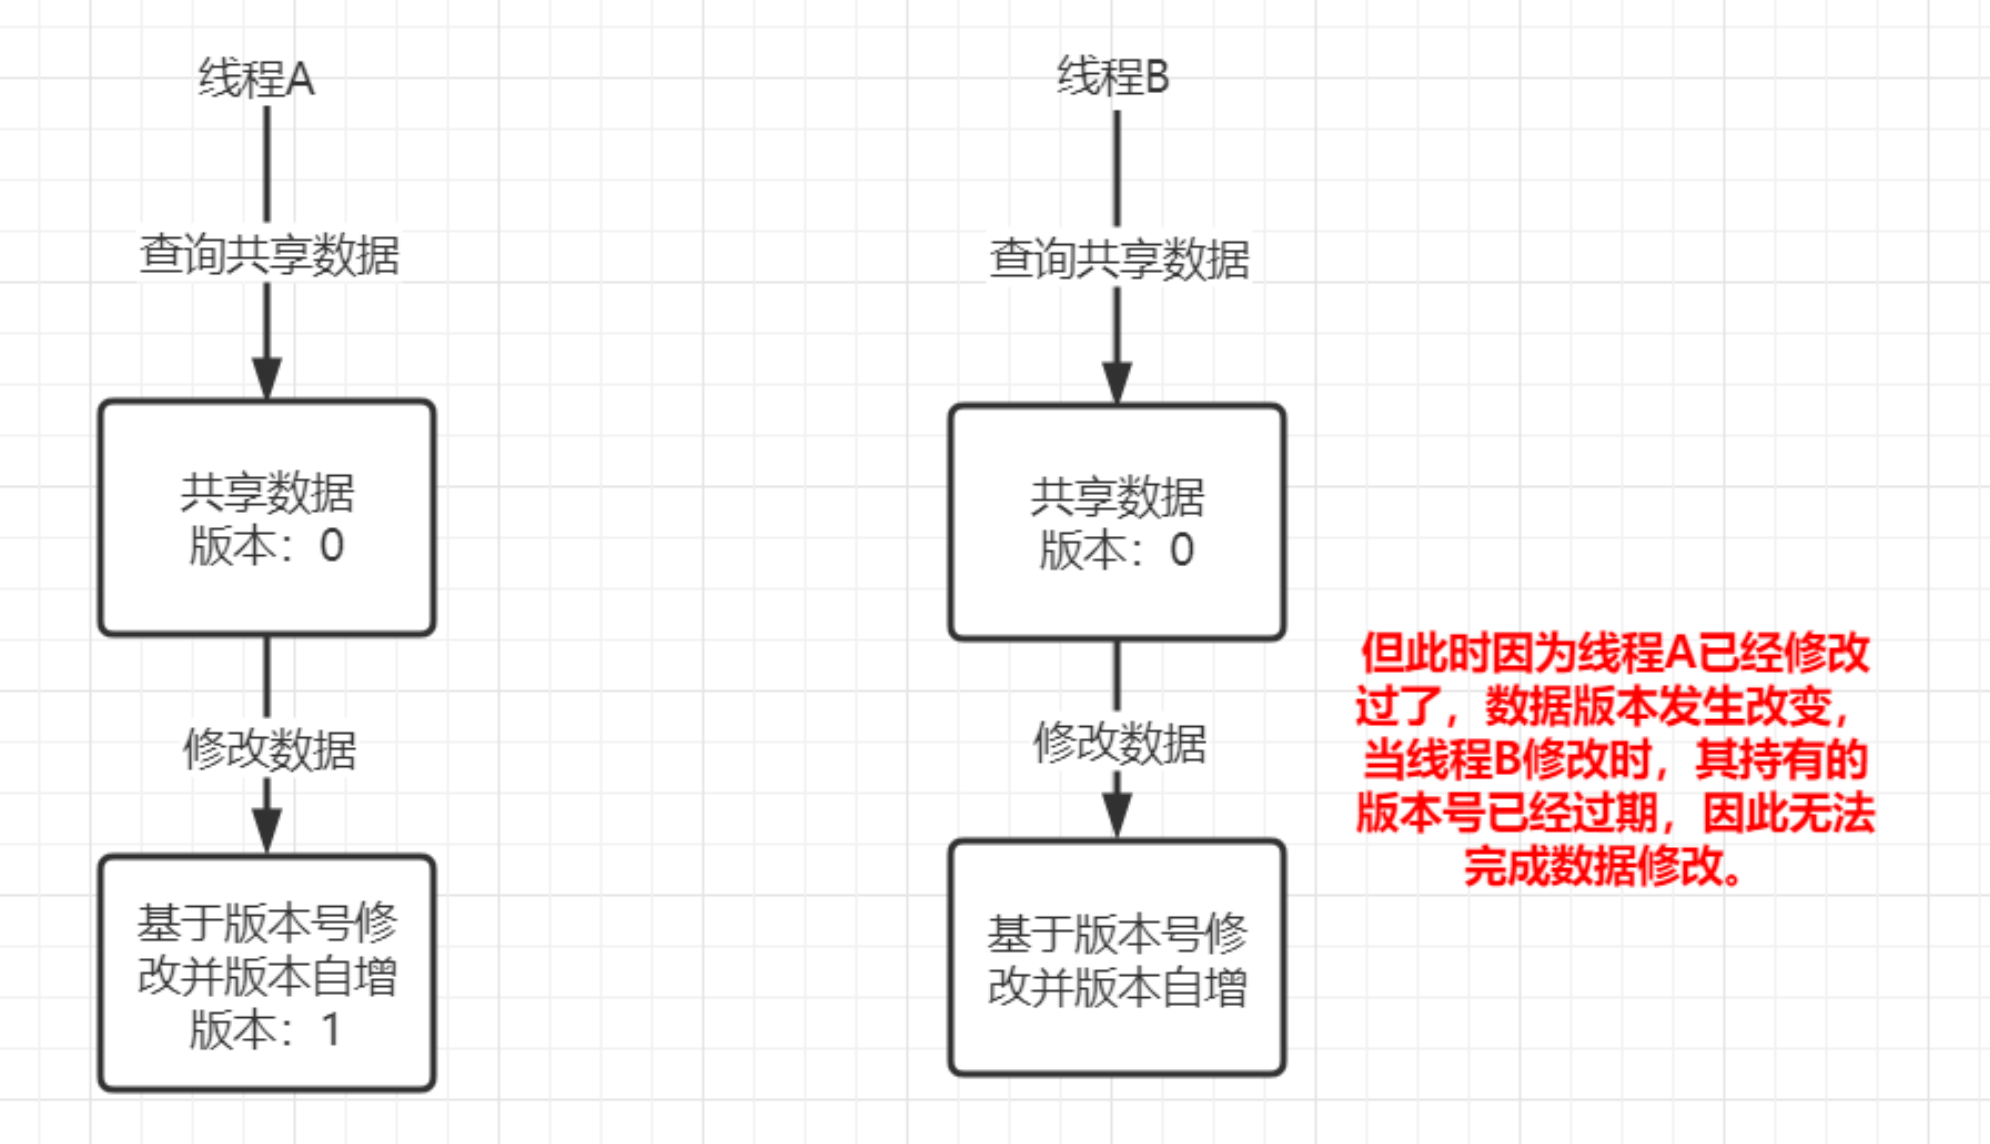 线程A
查询共享数据
共享数据
版本：0
修改数据
基于版本号修
改并版本自增
版本：1
线程B
查询共享数据
共享数据
版本：0
修改数据
基于版本号修
改并版本自增
但此时因为线程A已经修改
过了，数据版本发生改变，
当线程B修改时，其持有的
版本号已经过期，因此无法
完成数据修改。